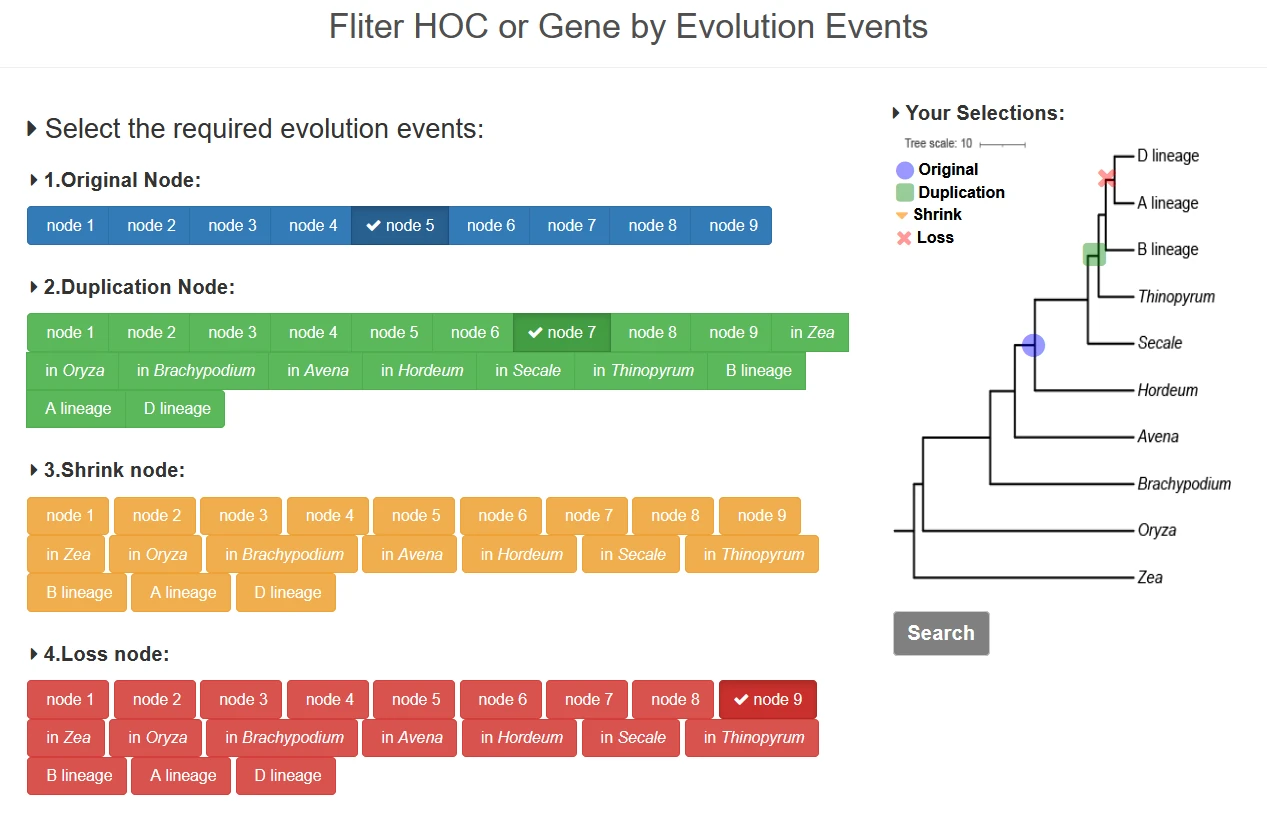 Fliter HOC or Gene by Evolution Events
Select the required evolution events:
1.Original Node:
node 1 node 2 node 3 node 4 node 5 node 6 node 7 node 8 node 9
2.Duplication Node:
node 1 node 2 node 3 node 4 node 5 node 6 node 7 node 8 node 9 in Zea
in Oryza in Brachypodium in Avena in Hordeum in Secale in Thinopyrum B lineage
A lineage D lineage
3.Shrink node:
node 1 node 2 node 3 node 4 node 5 node 6 node 7 node 8 node 9
in Zea in Oryza in Brachypodium in Avena in Hordeum in Secale in Thinopyrum
B lineage A lineage D lineage
4.Loss node:
node 1 node 2 node 3 node 4 node 5 node 6 node 7 node 8 node 9
in Zea in Oryza in Brachypodium in Avena in Hordeum in Secale in Thinopyrum
B lineage A lineage D lineage
Your Selections:
Tree scale: 10
Original
Duplication
Shrink
Loss
D lineage
A lineage
B lineage
Thinopyrum
Secale
Hordeum
Avena
Brachypodium
Oryza
Zea
Search